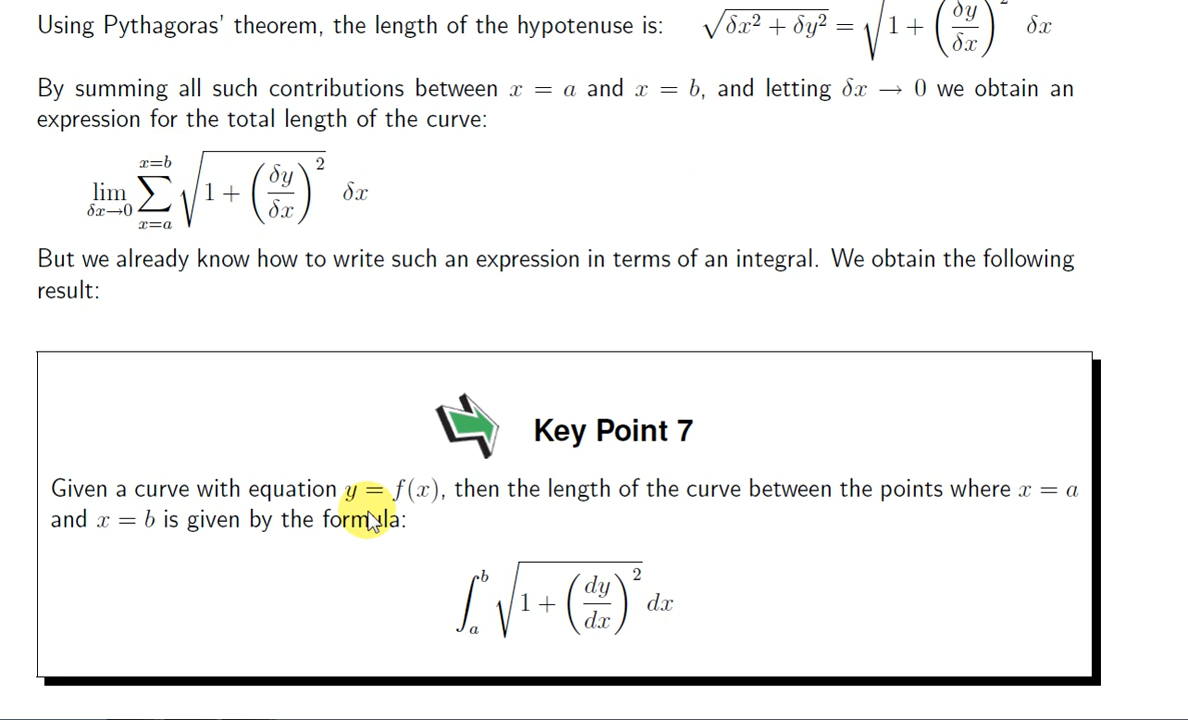 Using Pythagoras' theorem, the length of the hypotenuse is: √(δx² + δy²) = √(1 + (δy/δx)²) δx
By summing all such contributions between x = a and x = b, and letting δx → 0 we obtain an
expression for the total length of the curve:
lim δx→0 ∑ x=a x=b √(1 + (δy/δx)²) δx
But we already know how to write such an expression in terms of an integral. We obtain the following
result:
Key Point 7
Given a curve with equation y = f(x), then the length of the curve between the points where x = a
and x = b is given by the formula:
∫ₐᵇ √(1 + (dy/dx)²) dx